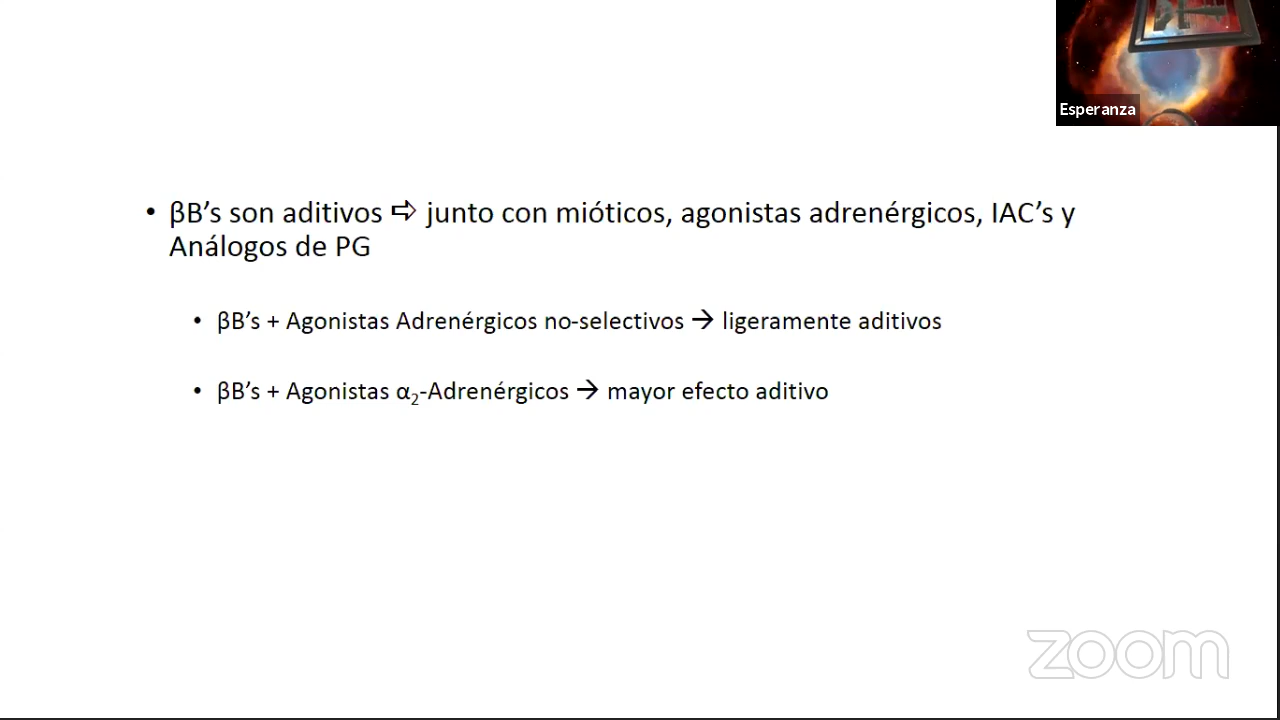 Esperanza
• βB’s son aditivos ⇨ junto con mióticos, agonistas adrenérgicos, IAC’s y
Análogos de PG
• βB’s + Agonistas Adrenérgicos no-selectivos → ligeramente aditivos
• βB’s + Agonistas α₂-Adrenérgicos → mayor efecto aditivo
zoom